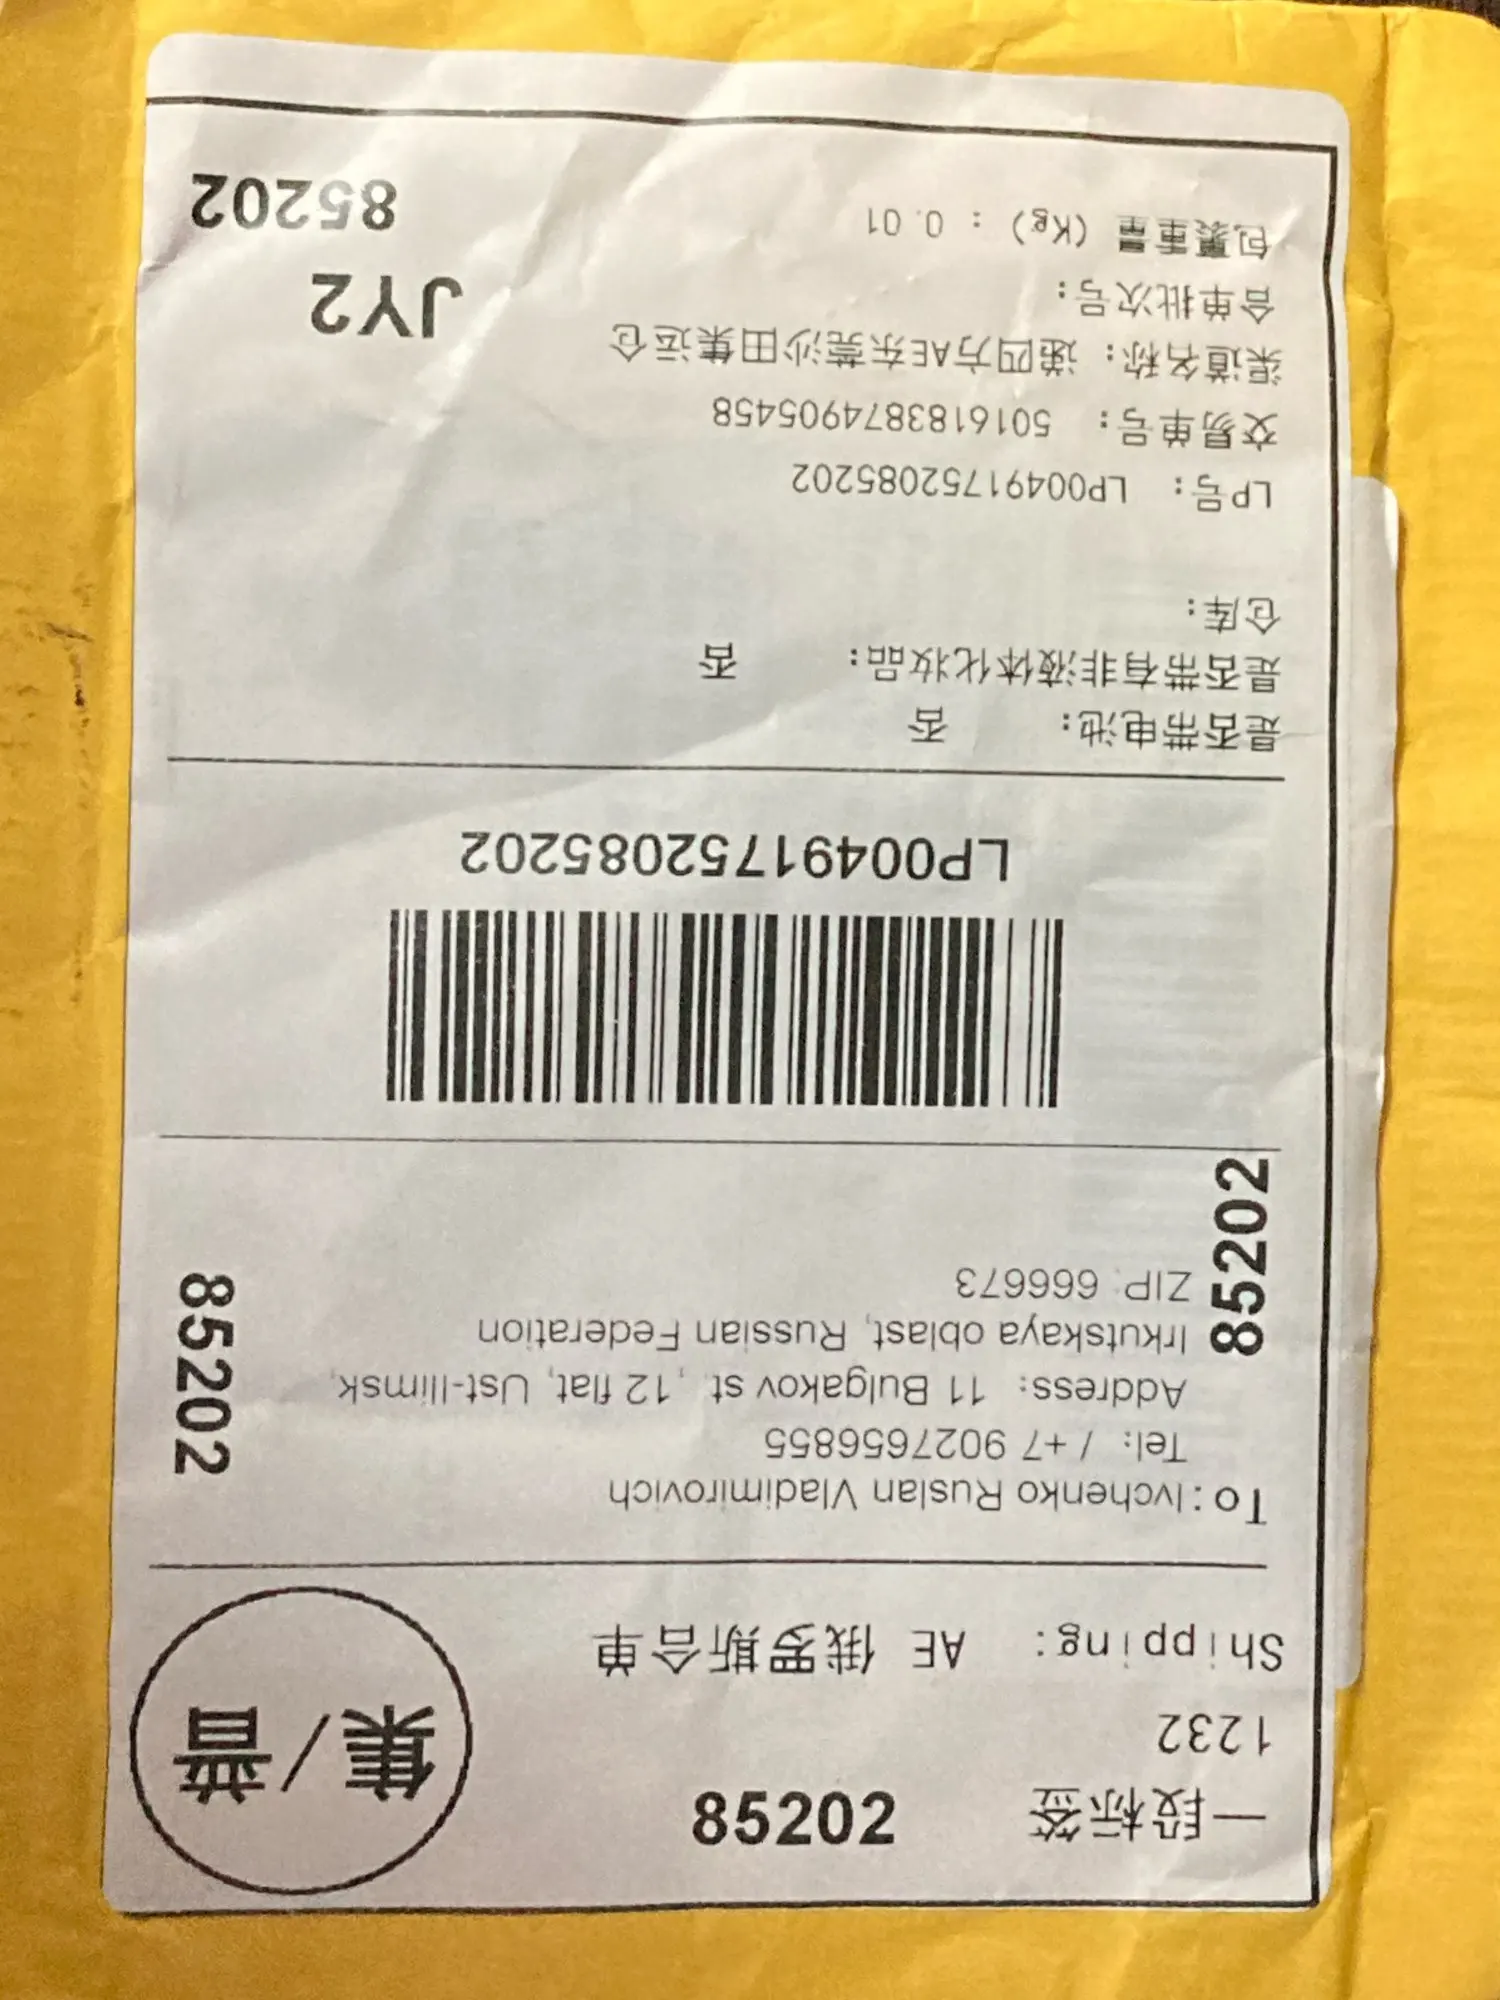 一段标签 85202
1232
集/普
Shipping: AE 俄罗斯合单
To:Ivchenko Ruslan Vladimirovich
Tel: / +7 9027656855
Address: 11 Bulgakov st ,12 flat, Ust-Ilimsk,
Irkutskaya oblast, Russian Federation
ZIP: 666673
85202
85202
LP00491752085202
是否带电池: 否
是否带有非液体化妆品: 否
仓库:
LP号: LP00491752085202
交易单号: 5016183874905458
渠道名称: 递四方AE东莞沙田集运仓
合单批次号:
包裹重量 (Kg) : 0.01
JY2
85202